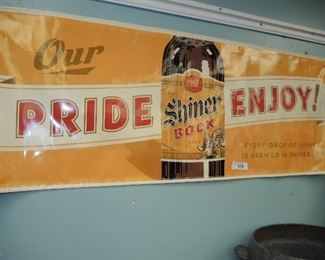 Our
PRIDE
ENJOY!
Shiner
BOCK
EVERY DROP OF SHINER
IS BREWED IN SHINER,